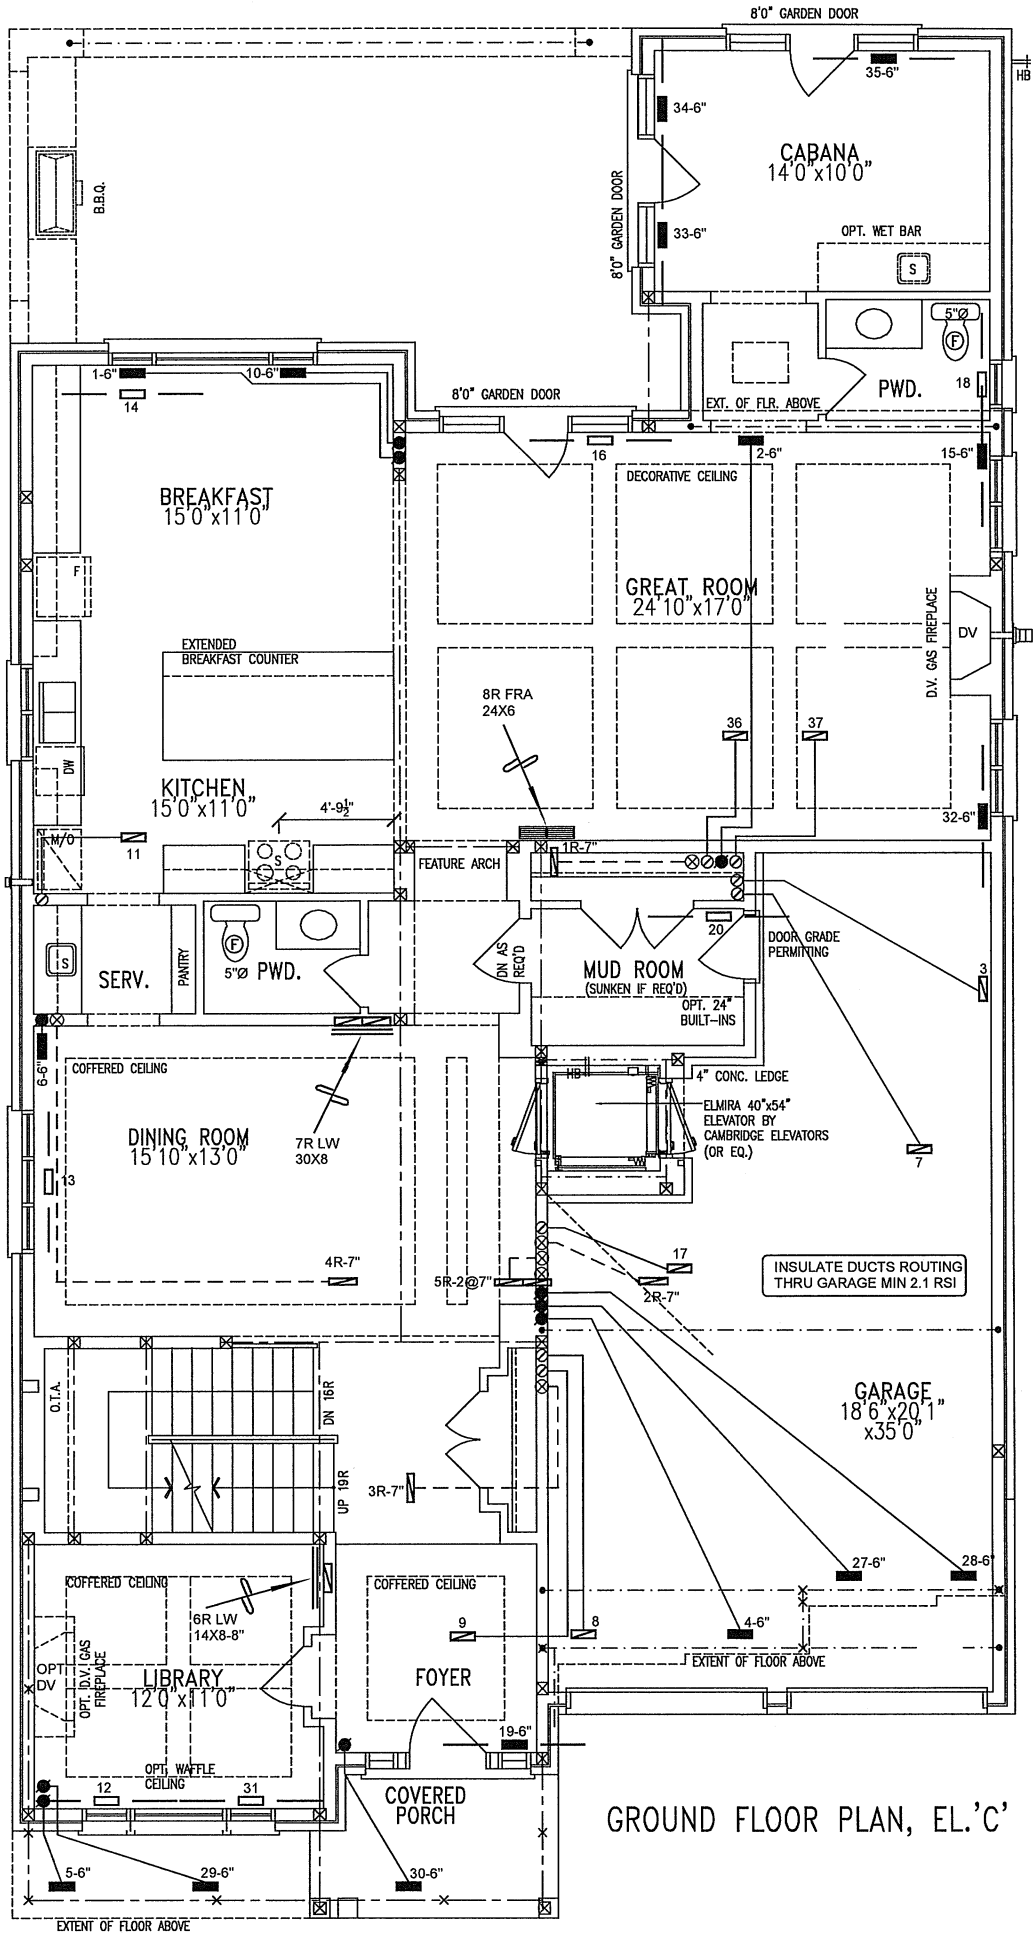 8'0" GARDEN DOOR
35-6"
HB
34-6"
CABANA
14'0"x10'0"
B.B.Q.
8'0" GARDEN DOOR
33-6"
OPT. WET BAR
S
5"Ø
F
1-6"
10-6"
14
8'0" GARDEN DOOR
EXT. OF FLR. ABOVE
PWD.
18
16
2-6"
15-6"
DECORATIVE CEILING
BREAKFAST
15'0"x11'0"
F
GREAT ROOM
24'10"x17'0"
D.V. GAS FIREPLACE
DV
EXTENDED
BREAKFAST COUNTER
8R FRA
24X6
36
37
DW
KITCHEN
15'0"x11'0"
4'-9½"
32-6"
M/O
11
S
FEATURE ARCH
1R-7"
20
DOOR GRADE
PERMITTING
S
SERV.
PANTRY
F
5"Ø
PWD.
DN AS
REQ'D
MUD ROOM
(SUNKEN IF REQ'D)
OPT. 24"
BUILT-INS
3
6-6"
COFFERED CEILING
HB
4" CONC. LEDGE
ELMIRA 40"x54"
ELEVATOR BY
CAMBRIDGE ELEVATORS
(OR EQ.)
DINING ROOM
15'10"x13'0"
7R LW
30X8
7
13
17
4R-7"
5R-2@7"
2R-7"
INSULATE DUCTS ROUTING
THRU GARAGE MIN 2.1 RSI
O.T.A.
DN 16R
UP 19R
3R-7"
GARAGE
18'6"x20'1"
x35'0"
27-6"
28-6"
COFFERED CEILING
COFFERED CEILING
6R LW
14X8-8"
9
8
4-6"
EXTENT OF FLOOR ABOVE
OPT
DV
OPT. D.V. GAS
FIREPLACE
LIBRARY
12'0"x11'0"
FOYER
19-6"
OPT. WAFFLE
CEILING
12
31
COVERED
PORCH
GROUND FLOOR PLAN, EL.'C'
5-6"
29-6"
30-6"
EXTENT OF FLOOR ABOVE